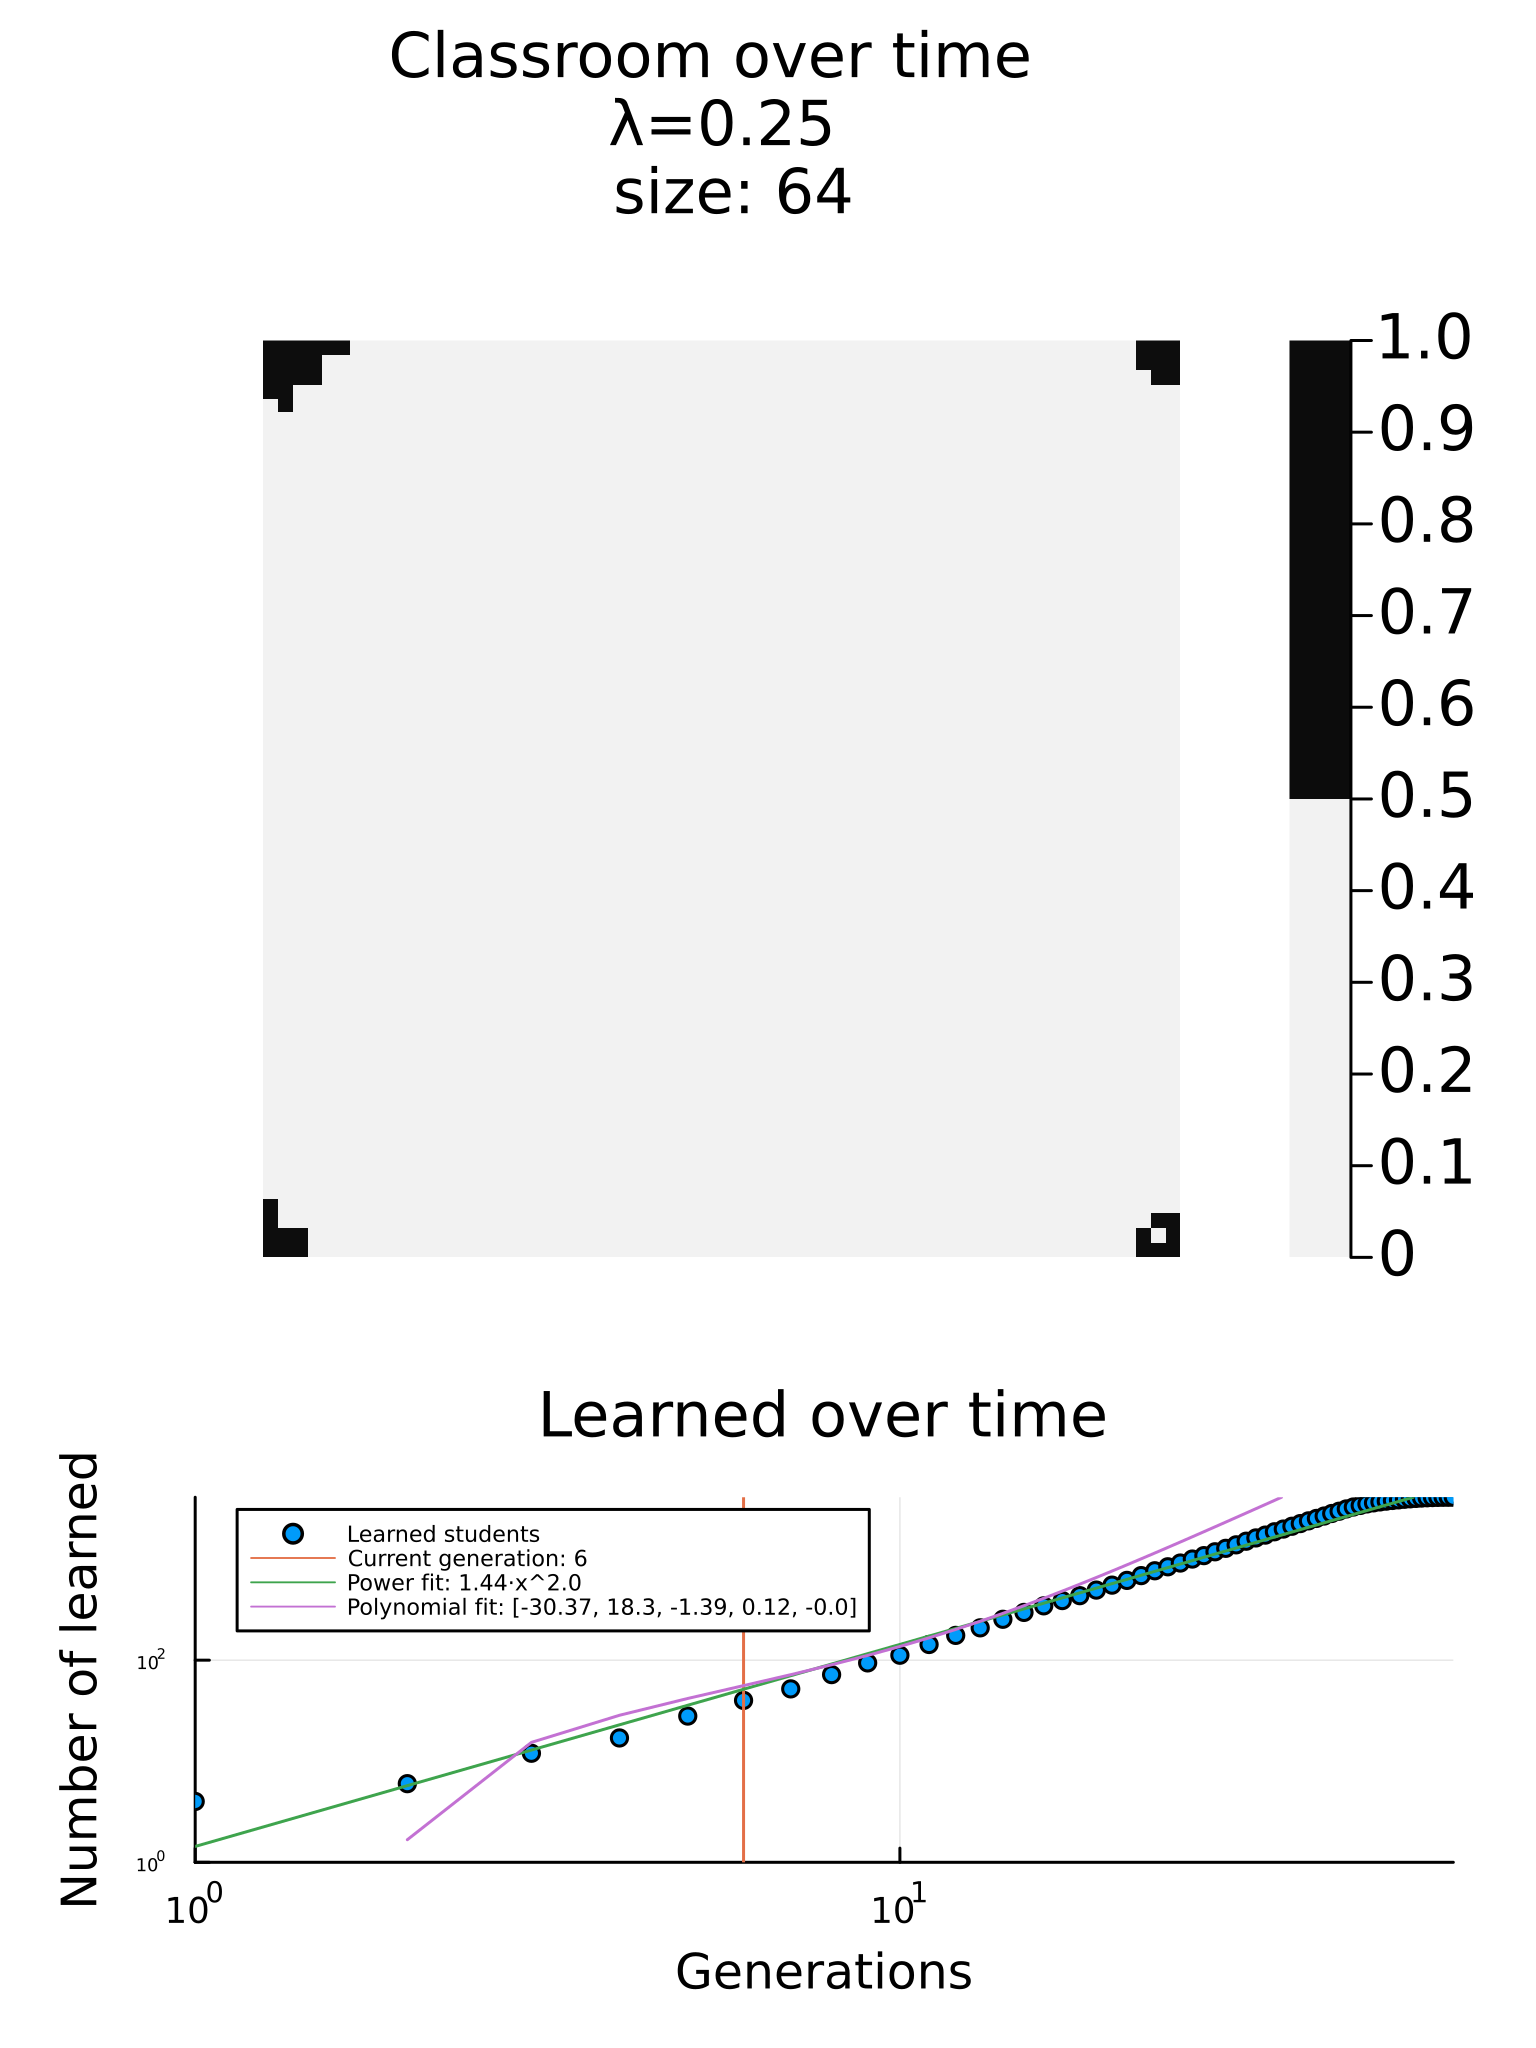 Classroom over time
λ=0.25
size: 64
1.0
0.9
0.8
0.7
0.6
0.5
0.4
0.3
0.2
0.1
0
Learned over time
Number of learned
Learned students
Current generation: 6
Power fit: 1.44·x^2.0
Polynomial fit: [-30.37, 18.3, -1.39, 0.12, -0.0]
10²
10⁰
10⁰
10¹
Generations